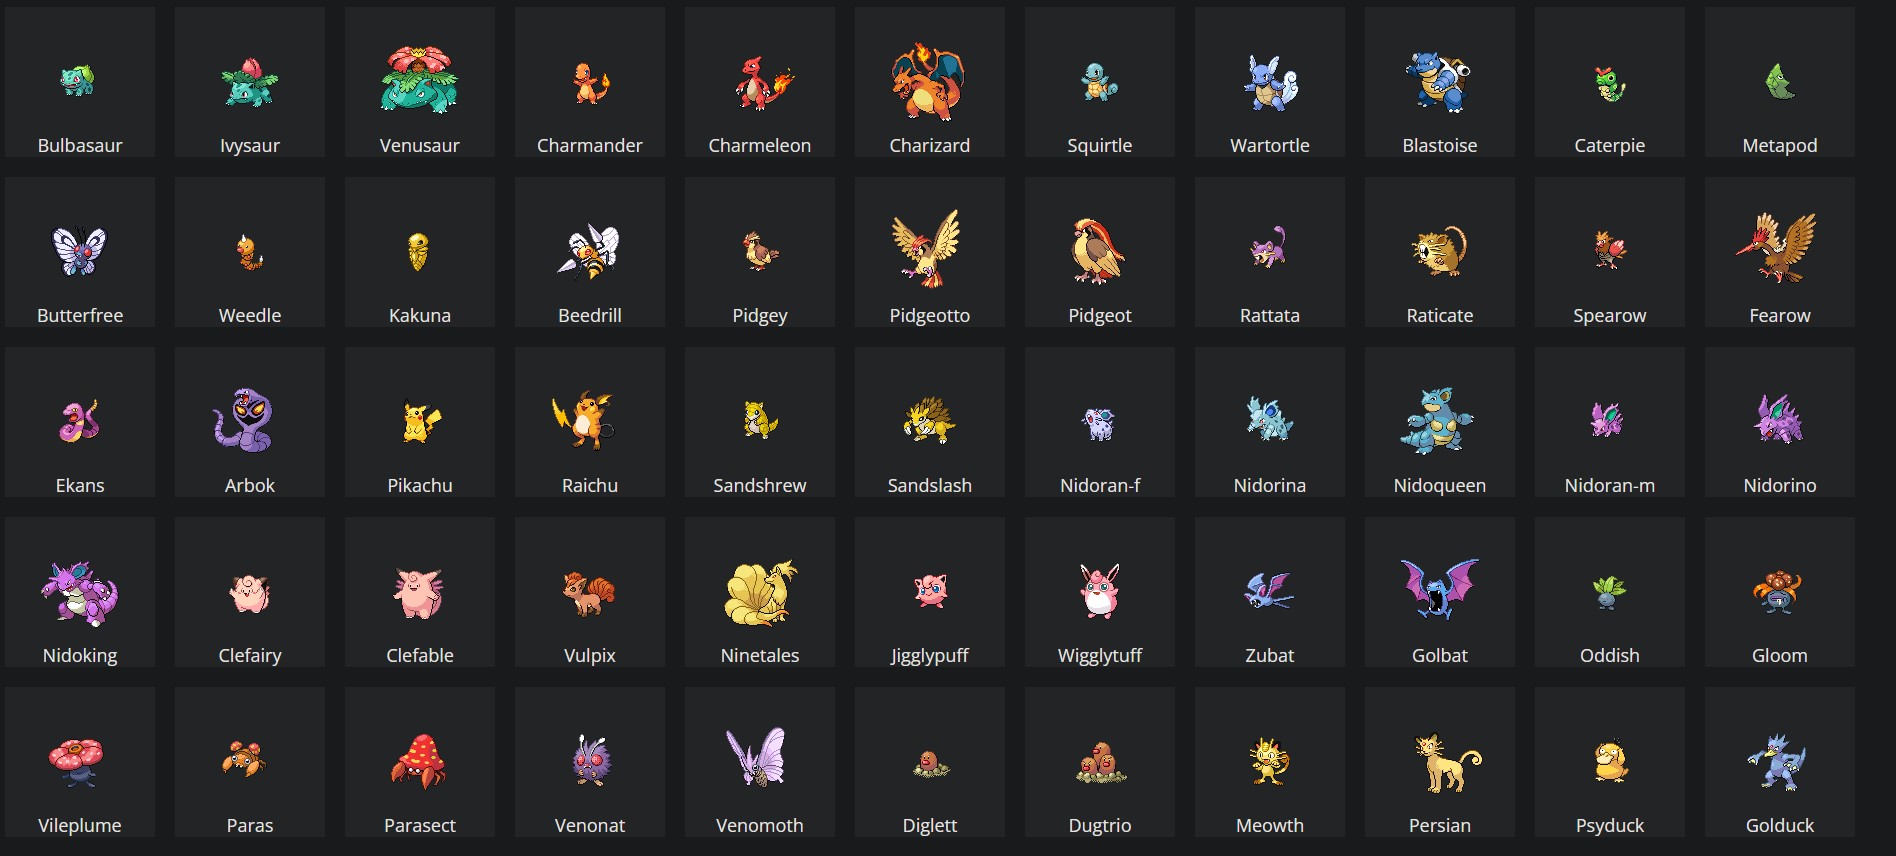 Bulbasaur Ivysaur Venusaur Charmander Charmeleon Charizard Squirtle Wartortle Blastoise Caterpie Metapod
Butterfree Weedle Kakuna Beedrill Pidgey Pidgeotto Pidgeot Rattata Raticate Spearow Fearow
Ekans Arbok Pikachu Raichu Sandshrew Sandslash Nidoran-f Nidorina Nidoqueen Nidoran-m Nidorino
Nidoking Clefairy Clefable Vulpix Ninetales Jigglypuff Wigglytuff Zubat Golbat Oddish Gloom
Vileplume Paras Parasect Venonat Venomoth Diglett Dugtrio Meowth Persian Psyduck Golduck